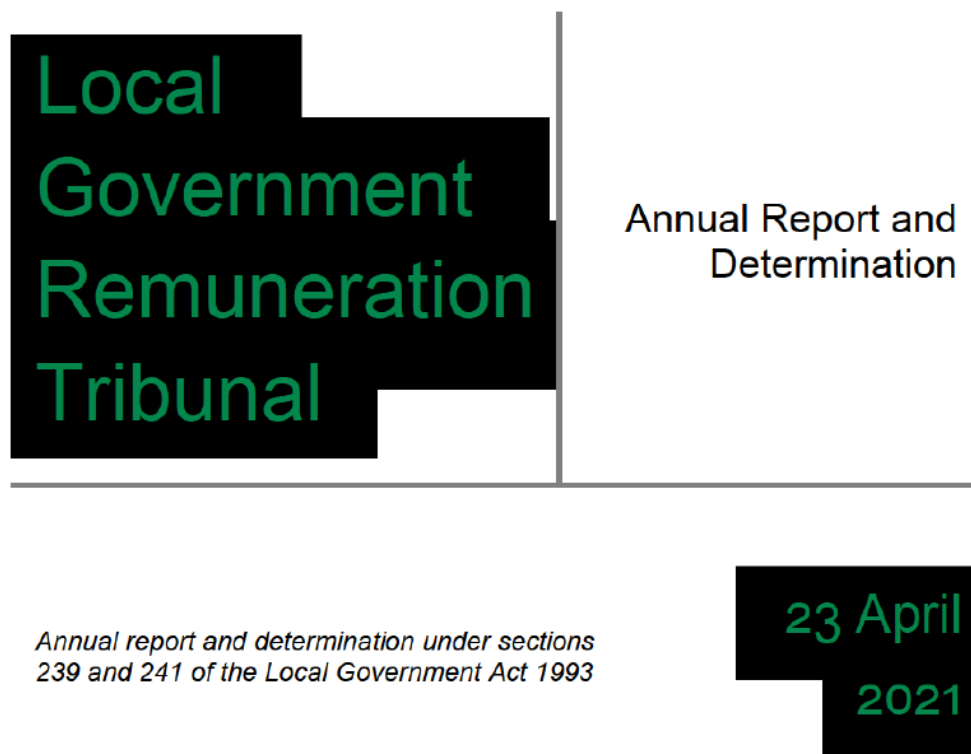 Local
Government
Remuneration
Tribunal
Annual Report and
Determination
Annual report and determination under sections
239 and 241 of the Local Government Act 1993
23 April
2021